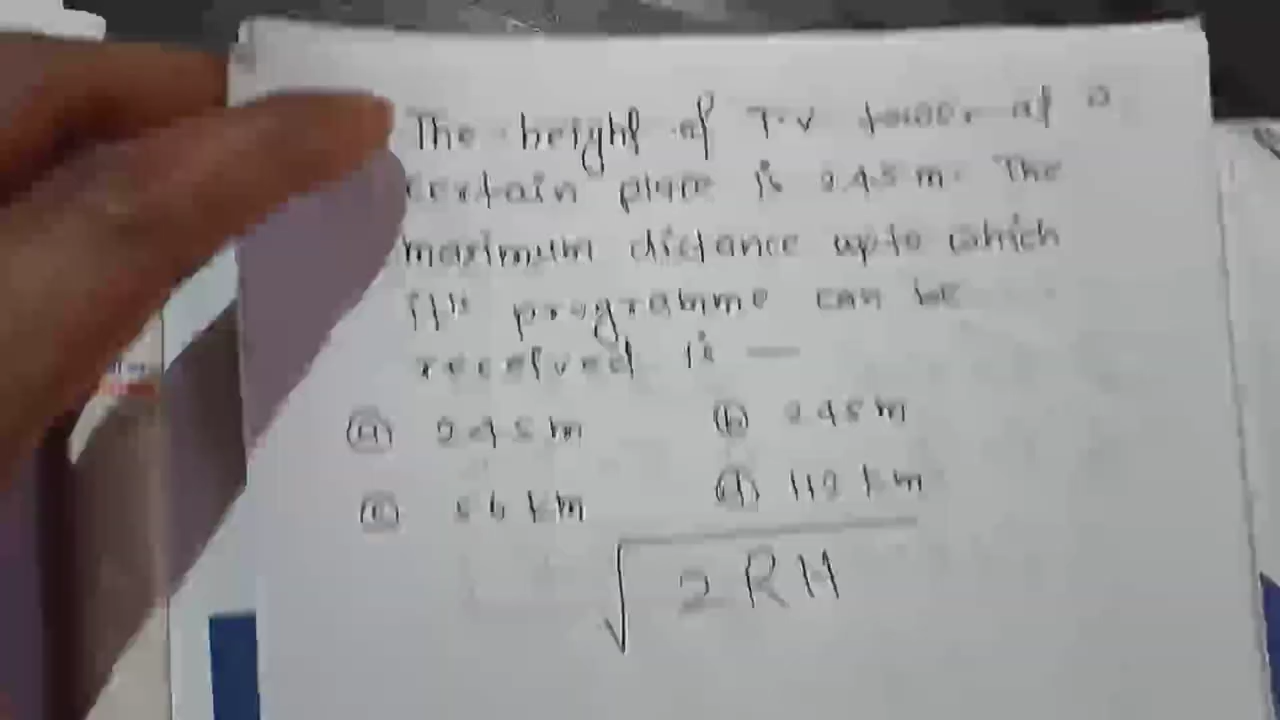 The height of T.V tower at a
certain place is 245 m. The
maximum distance upto which
its programme can be
received is —
(a) 245 m (b) 245 m
(c) 56 km (d) 112 km
√2RH